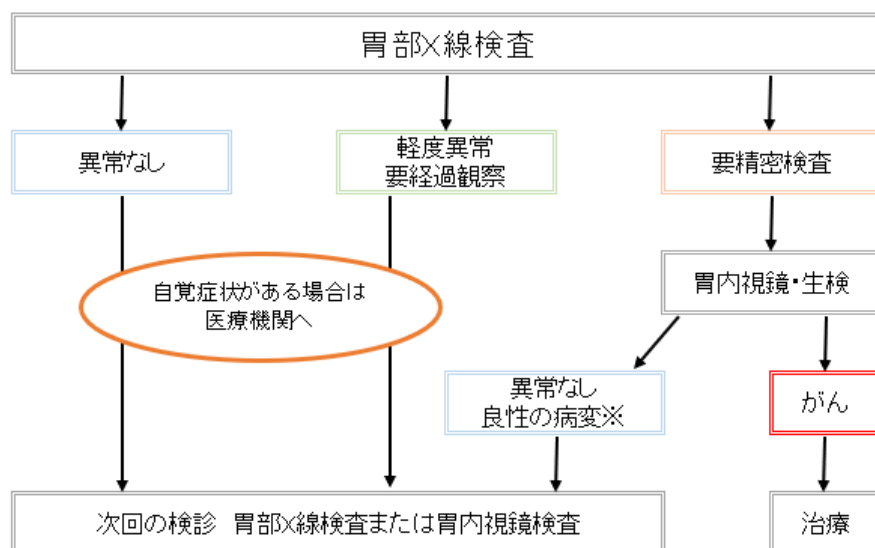 胃部X線検査
異常なし
軽度異常
要経過観察
要精密検査
自覚症状がある場合は
医療機関へ
胃内視鏡・生検
異常なし
良性の病変※
がん
次回の検診 胃部X線検査または胃内視鏡検査
治療